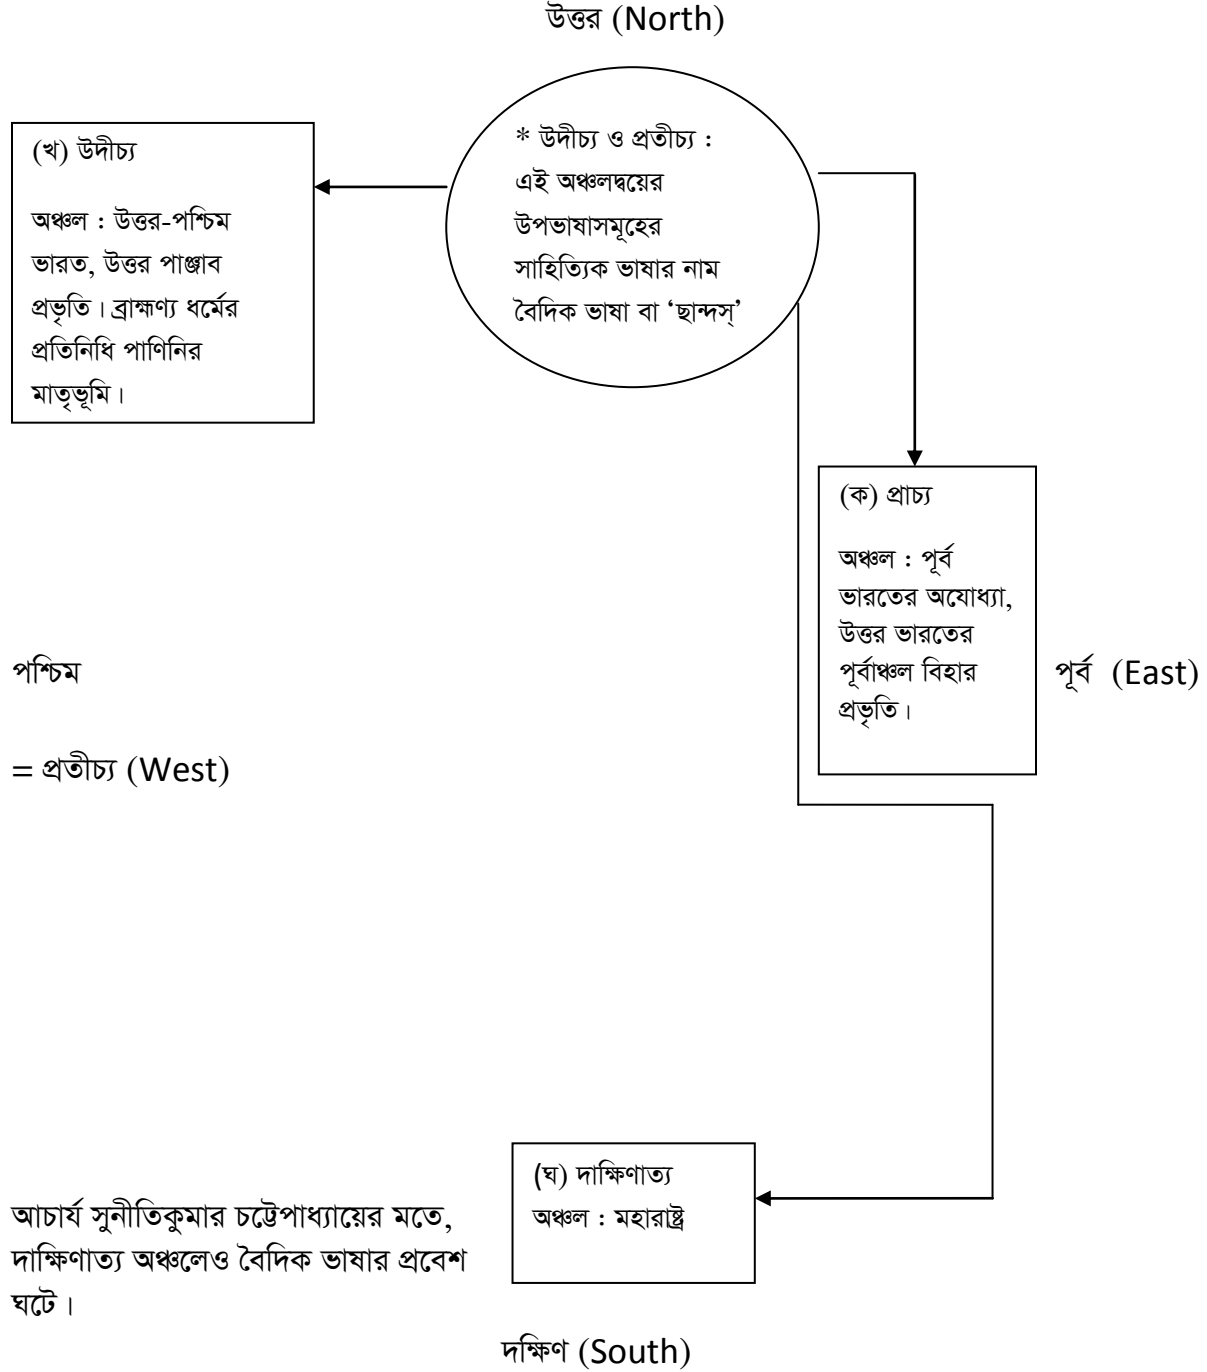 উত্তর (North)
(খ) উদীচ্য
অঞ্চল : উত্তর-পশ্চিম
ভারত, উত্তর পাঞ্জাব
প্রভৃতি। ব্রাহ্মণ্য ধর্মের
প্রতিনিধি পাণিনির
মাতৃভূমি।
* উদীচ্য ও প্রতীচ্য :
এই অঞ্চলদ্বয়ের
উপভাষাসমূহের
সাহিত্যিক ভাষার নাম
বৈদিক ভাষা বা ‘ছান্দস্’
(ক) প্রাচ্য
অঞ্চল : পূর্ব
ভারতের অযোধ্যা,
উত্তর ভারতের
পূর্বাঞ্চল বিহার
প্রভৃতি।
পশ্চিম
= প্রতীচ্য (West)
পূর্ব (East)
(ঘ) দাক্ষিণাত্য
অঞ্চল : মহারাষ্ট্র
আচার্য সুনীতিকুমার চট্টোপাধ্যায়ের মতে,
দাক্ষিণাত্য অঞ্চলেও বৈদিক ভাষার প্রবেশ
ঘটে।
দক্ষিণ (South)